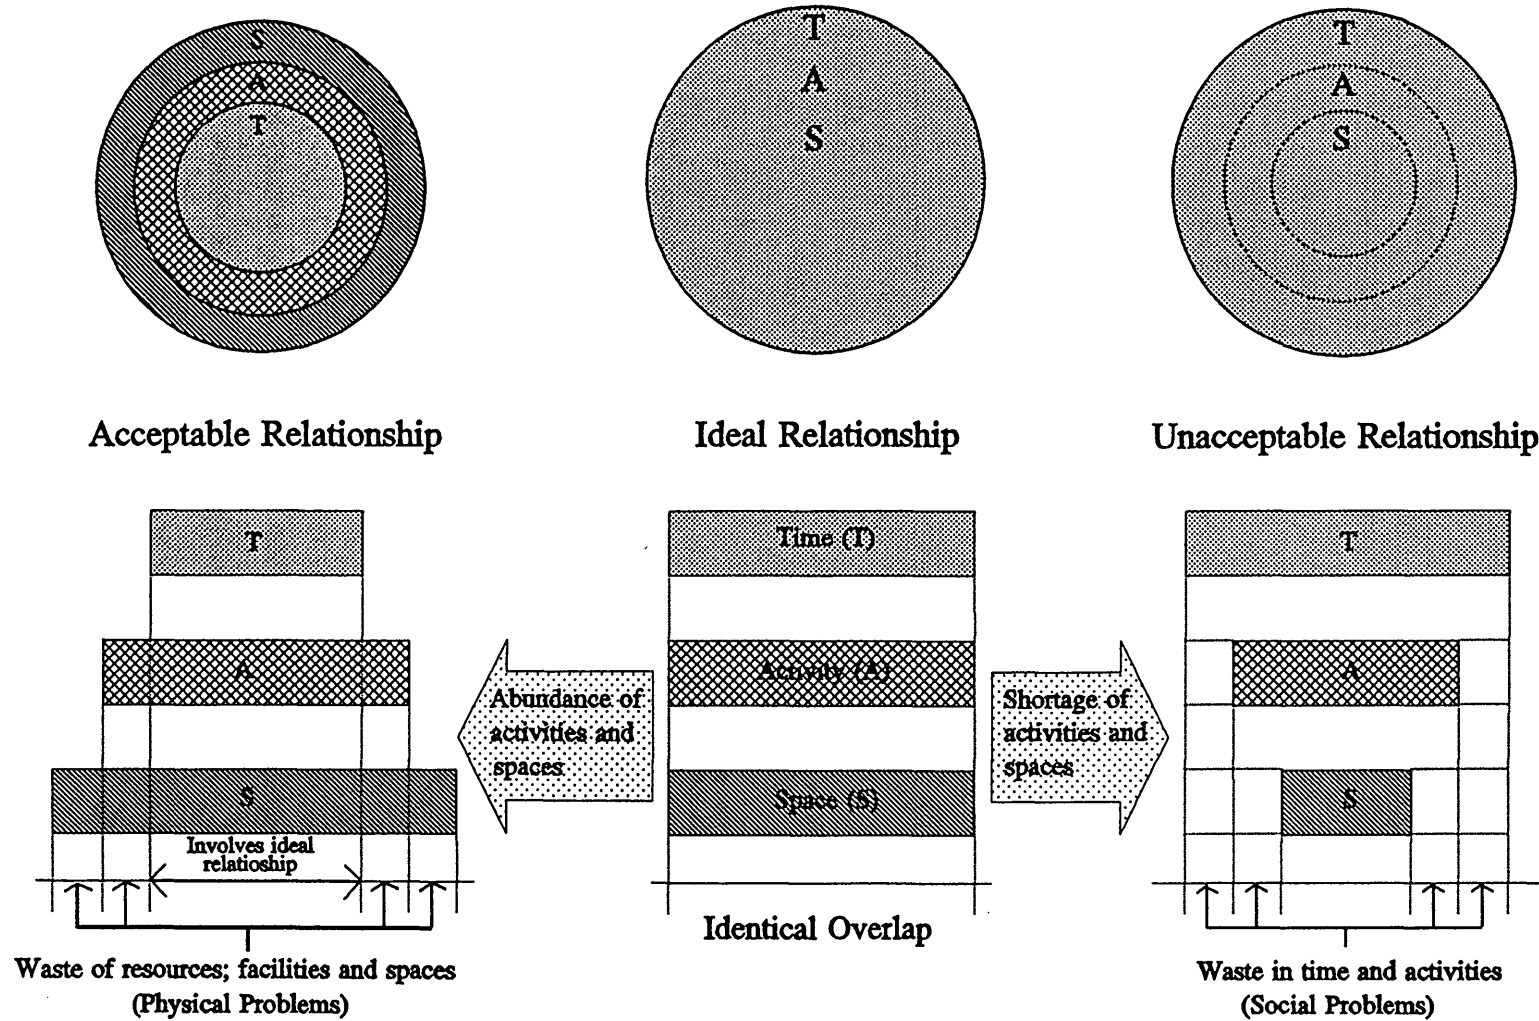 S
A
T
T
A
S
T
A
S
Acceptable Relationship
Ideal Relationship
Unacceptable Relationship
T
A
S
Involves ideal
relatioship
Waste of resources; facilities and spaces
(Physical Problems)
Abundance of
activities and
spaces
Time (T)
Activity (A)
Space (S)
Identical Overlap
Shortage of
activities and
spaces
T
A
S
Waste in time and activities
(Social Problems)